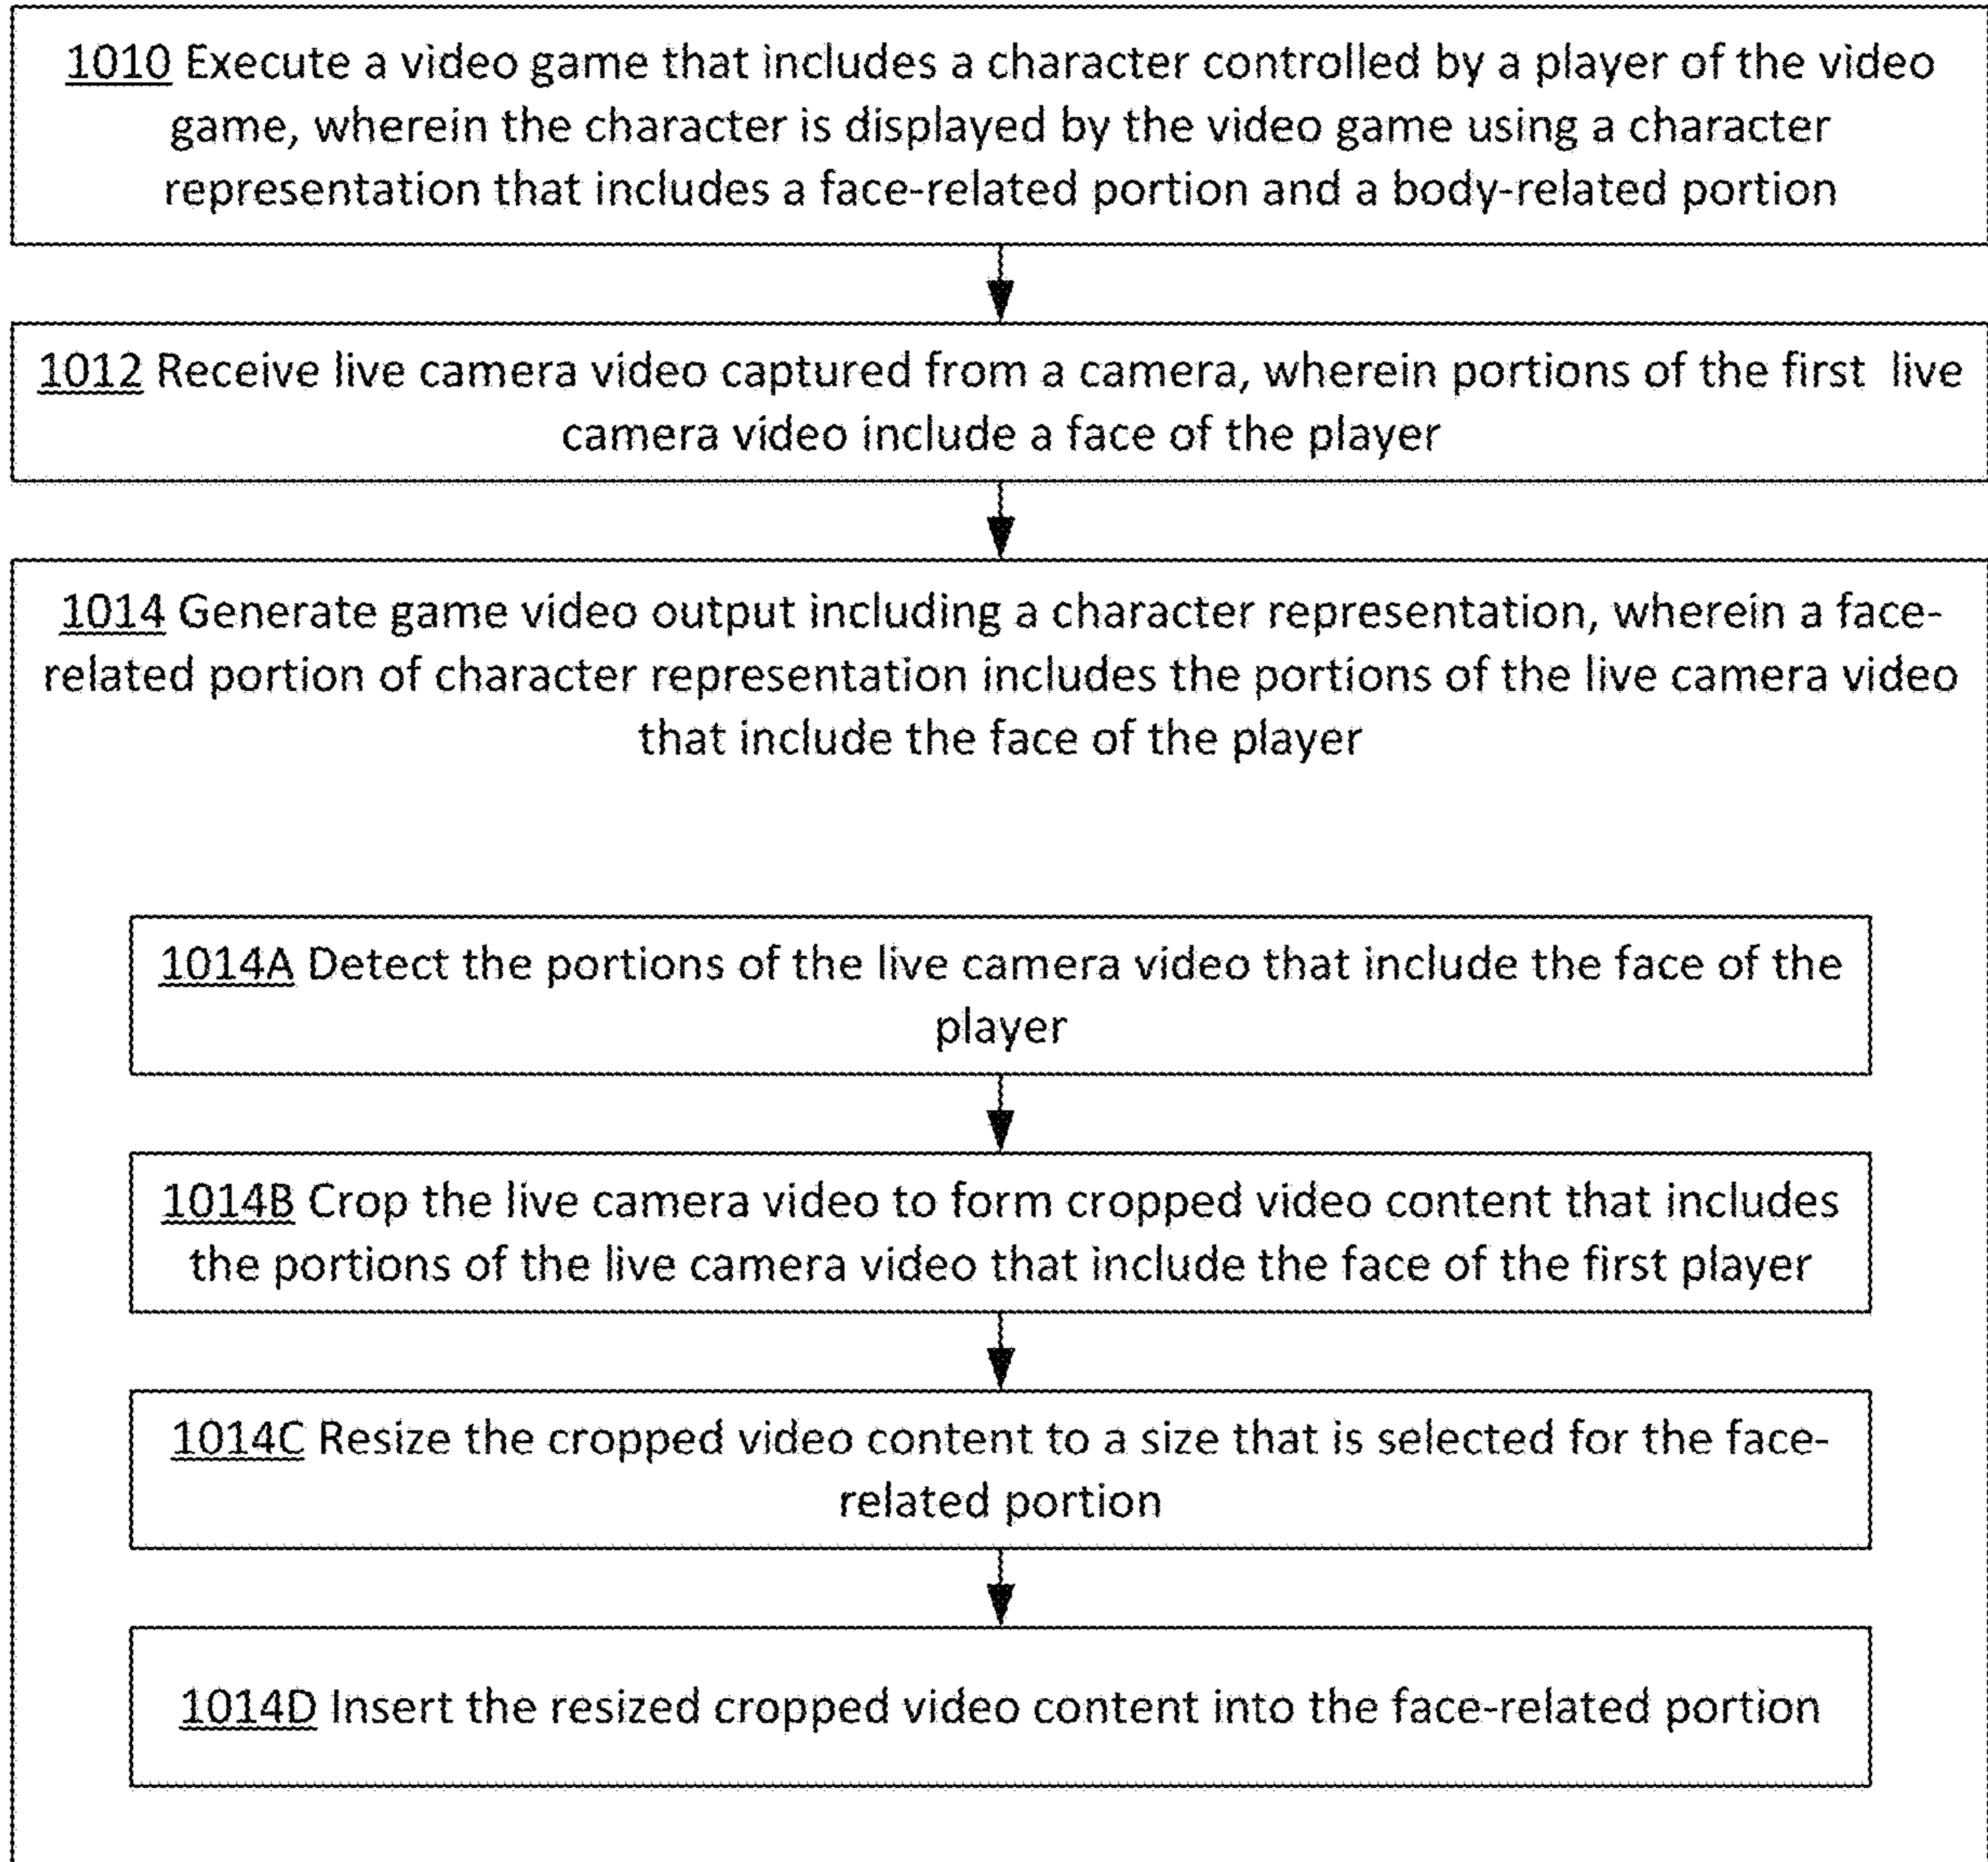 1010 Execute a video game that includes a character controlled by a player of the video
game, wherein the character is displayed by the video game using a character
representation that includes a face-related portion and a body-related portion
1012 Receive live camera video captured from a camera, wherein portions of the first live
camera video include a face of the player
1014 Generate game video output including a character representation, wherein a face-
related portion of character representation includes the portions of the live camera video
that include the face of the player
1014A Detect the portions of the live camera video that include the face of the
player
1014B Crop the live camera video to form cropped video content that includes
the portions of the live camera video that include the face of the first player
1014C Resize the cropped video content to a size that is selected for the face-
related portion
1014D Insert the resized cropped video content into the face-related portion